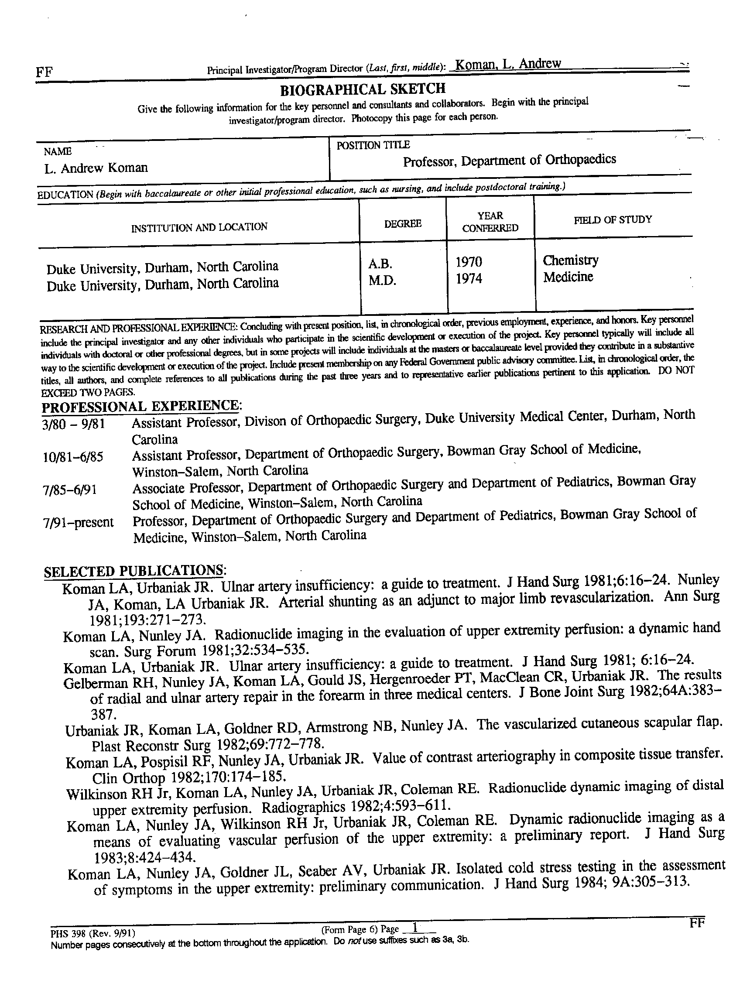 FF Principal Investigator/Program Director (Last, first, middle): Koman, L. Andrew
BIOGRAPHICAL SKETCH
Give the following information for the key personnel and consultants and collaborators. Begin with the principal
investigator/program director. Photocopy this page for each person.
NAME POSITION TITLE
L. Andrew Koman Professor, Department of Orthopaedics
EDUCATION (Begin with baccalaureate or other initial professional education, such as nursing, and include postdoctoral training.)
INSTITUTION AND LOCATION DEGREE YEAR CONFERRED FIELD OF STUDY
Duke University, Durham, North Carolina A.B. 1970 Chemistry
Duke University, Durham, North Carolina M.D. 1974 Medicine
RESEARCH AND PROFESSIONAL EXPERIENCE: Concluding with present position, list, in chronological order, previous employment, experience, and honors. Key personnel
include the principal investigator and any other individuals who participate in the scientific development or execution of the project. Key personnel typically will include all
individuals with doctoral or other professional degrees, but in some projects will include individuals at the masters or baccalaureate level provided they contribute in a substantive
way to the scientific development or execution of the project. Include present membership on any Federal Government public advisory committee. List, in chronological order, the
titles, all authors, and complete references to all publications during the past three years and to representative earlier publications pertinent to this application. DO NOT
EXCEED TWO PAGES.
PROFESSIONAL EXPERIENCE:
3/80 – 9/81 Assistant Professor, Divison of Orthopaedic Surgery, Duke University Medical Center, Durham, North
Carolina
10/81–6/85 Assistant Professor, Department of Orthopaedic Surgery, Bowman Gray School of Medicine,
Winston–Salem, North Carolina
7/85–6/91 Associate Professor, Department of Orthopaedic Surgery and Department of Pediatrics, Bowman Gray
School of Medicine, Winston–Salem, North Carolina
7/91–present Professor, Department of Orthopaedic Surgery and Department of Pediatrics, Bowman Gray School of
Medicine, Winston–Salem, North Carolina
SELECTED PUBLICATIONS:
Koman LA, Urbaniak JR. Ulnar artery insufficiency: a guide to treatment. J Hand Surg 1981;6:16–24. Nunley
JA, Koman, LA Urbaniak JR. Arterial shunting as an adjunct to major limb revascularization. Ann Surg
1981;193:271–273.
Koman LA, Nunley JA. Radionuclide imaging in the evaluation of upper extremity perfusion: a dynamic hand
scan. Surg Forum 1981;32:534–535.
Koman LA, Urbaniak JR. Ulnar artery insufficiency: a guide to treatment. J Hand Surg 1981; 6:16–24.
Gelberman RH, Nunley JA, Koman LA, Gould JS, Hergenroeder PT, MacClean CR, Urbaniak JR. The results
of radial and ulnar artery repair in the forearm in three medical centers. J Bone Joint Surg 1982;64A:383–
387.
Urbaniak JR, Koman LA, Goldner RD, Armstrong NB, Nunley JA. The vascularized cutaneous scapular flap.
Plast Reconstr Surg 1982;69:772–778.
Koman LA, Pospisil RF, Nunley JA, Urbaniak JR. Value of contrast arteriography in composite tissue transfer.
Clin Orthop 1982;170:174–185.
Wilkinson RH Jr, Koman LA, Nunley JA, Urbaniak JR, Coleman RE. Radionuclide dynamic imaging of distal
upper extremity perfusion. Radiographics 1982;4:593–611.
Koman LA, Nunley JA, Wilkinson RH Jr, Urbaniak JR, Coleman RE. Dynamic radionuclide imaging as a
means of evaluating vascular perfusion of the upper extremity: a preliminary report. J Hand Surg
1983;8:424–434.
Koman LA, Nunley JA, Goldner JL, Seaber AV, Urbaniak JR. Isolated cold stress testing in the assessment
of symptoms in the upper extremity: preliminary communication. J Hand Surg 1984; 9A:305–313.
PHS 398 (Rev. 9/91) (Form Page 6) Page 1 FF
Number pages consecutively at the bottom throughout the application. Do not use suffixes such as 3a, 3b.